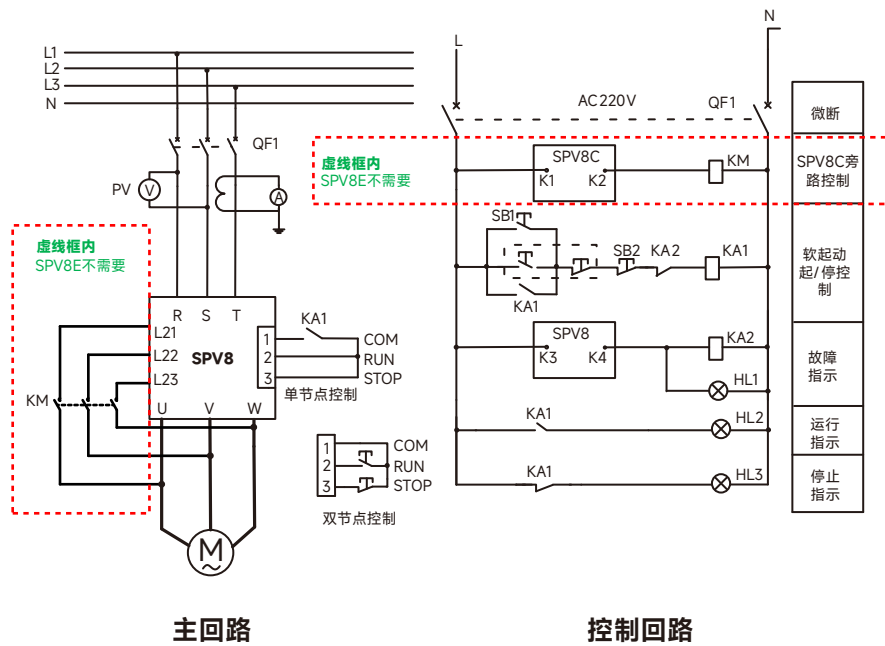 L1
L2
L3
N
QF1
PV
V
A
虚线框内
SPV8E不需要
R S T
L21
L22
L23
SPV8
U V W
KM
1
2
3
KA1
COM
RUN
STOP
单节点控制
1
2
3
COM
RUN
STOP
双节点控制
M
主回路
L
N
AC220V
QF1
微断
虚线框内
SPV8E不需要
SPV8C
K1 K2
KM
SPV8C旁
路控制
SB1
SB2
KA2
KA1
KA1
软起动
起/停控
制
SPV8
K3 K4
KA2
HL1
故障
指示
KA1
HL2
运行
指示
KA1
HL3
停止
指示
控制回路